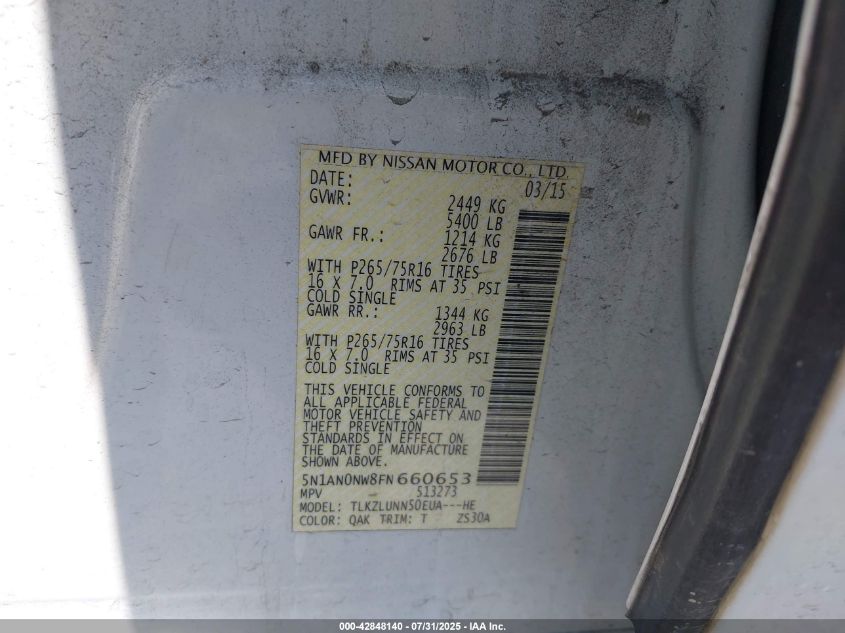 MFD BY NISSAN MOTOR CO., LTD.
DATE: 03/15
GVWR: 2449 KG
5400 LB
GAWR FR.: 1214 KG
2676 LB
WITH P265/75R16 TIRES
16 X 7.0 RIMS AT 35 PSI
COLD SINGLE
GAWR RR.: 1344 KG
2963 LB
WITH P265/75R16 TIRES
16 X 7.0 RIMS AT 35 PSI
COLD SINGLE
THIS VEHICLE CONFORMS TO
ALL APPLICABLE FEDERAL
MOTOR VEHICLE SAFETY AND
THEFT PREVENTION
STANDARDS IN EFFECT ON
THE DATE OF MANUFACTURE
SHOWN ABOVE.
5N1AN0NW8FN660653
MPV 513273
MODEL: TLKZLUNN50EUA---HE
COLOR: QAK TRIM: T ZS30A
000-42848140 - 07/31/2025 - IAA Inc.